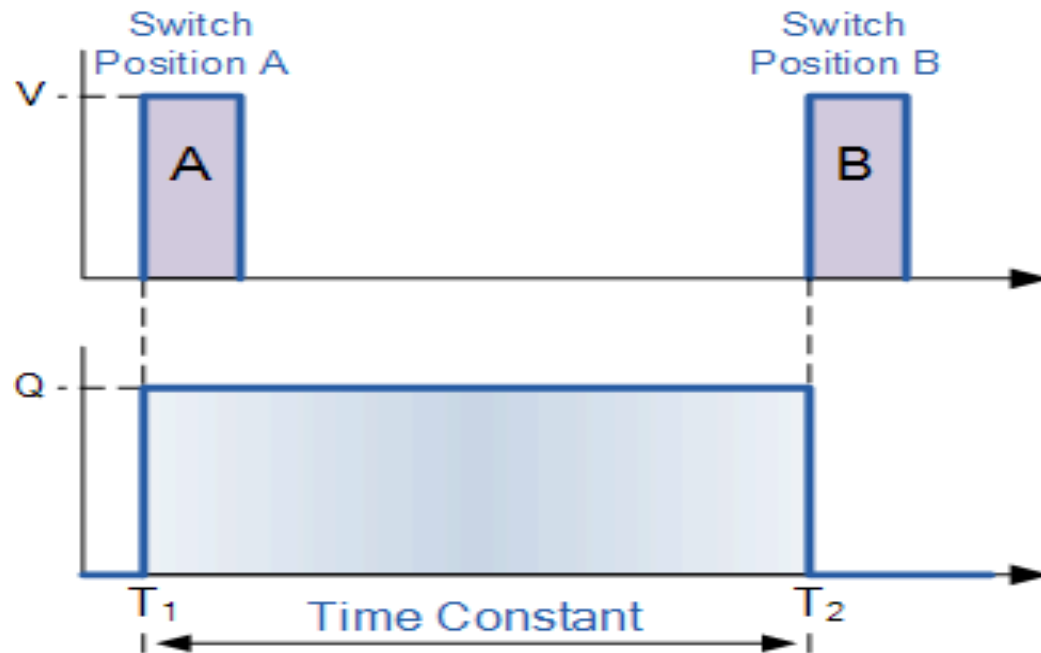 Switch
Position A
Switch
Position B
V
A
B
Q
T₁
Time Constant
T₂